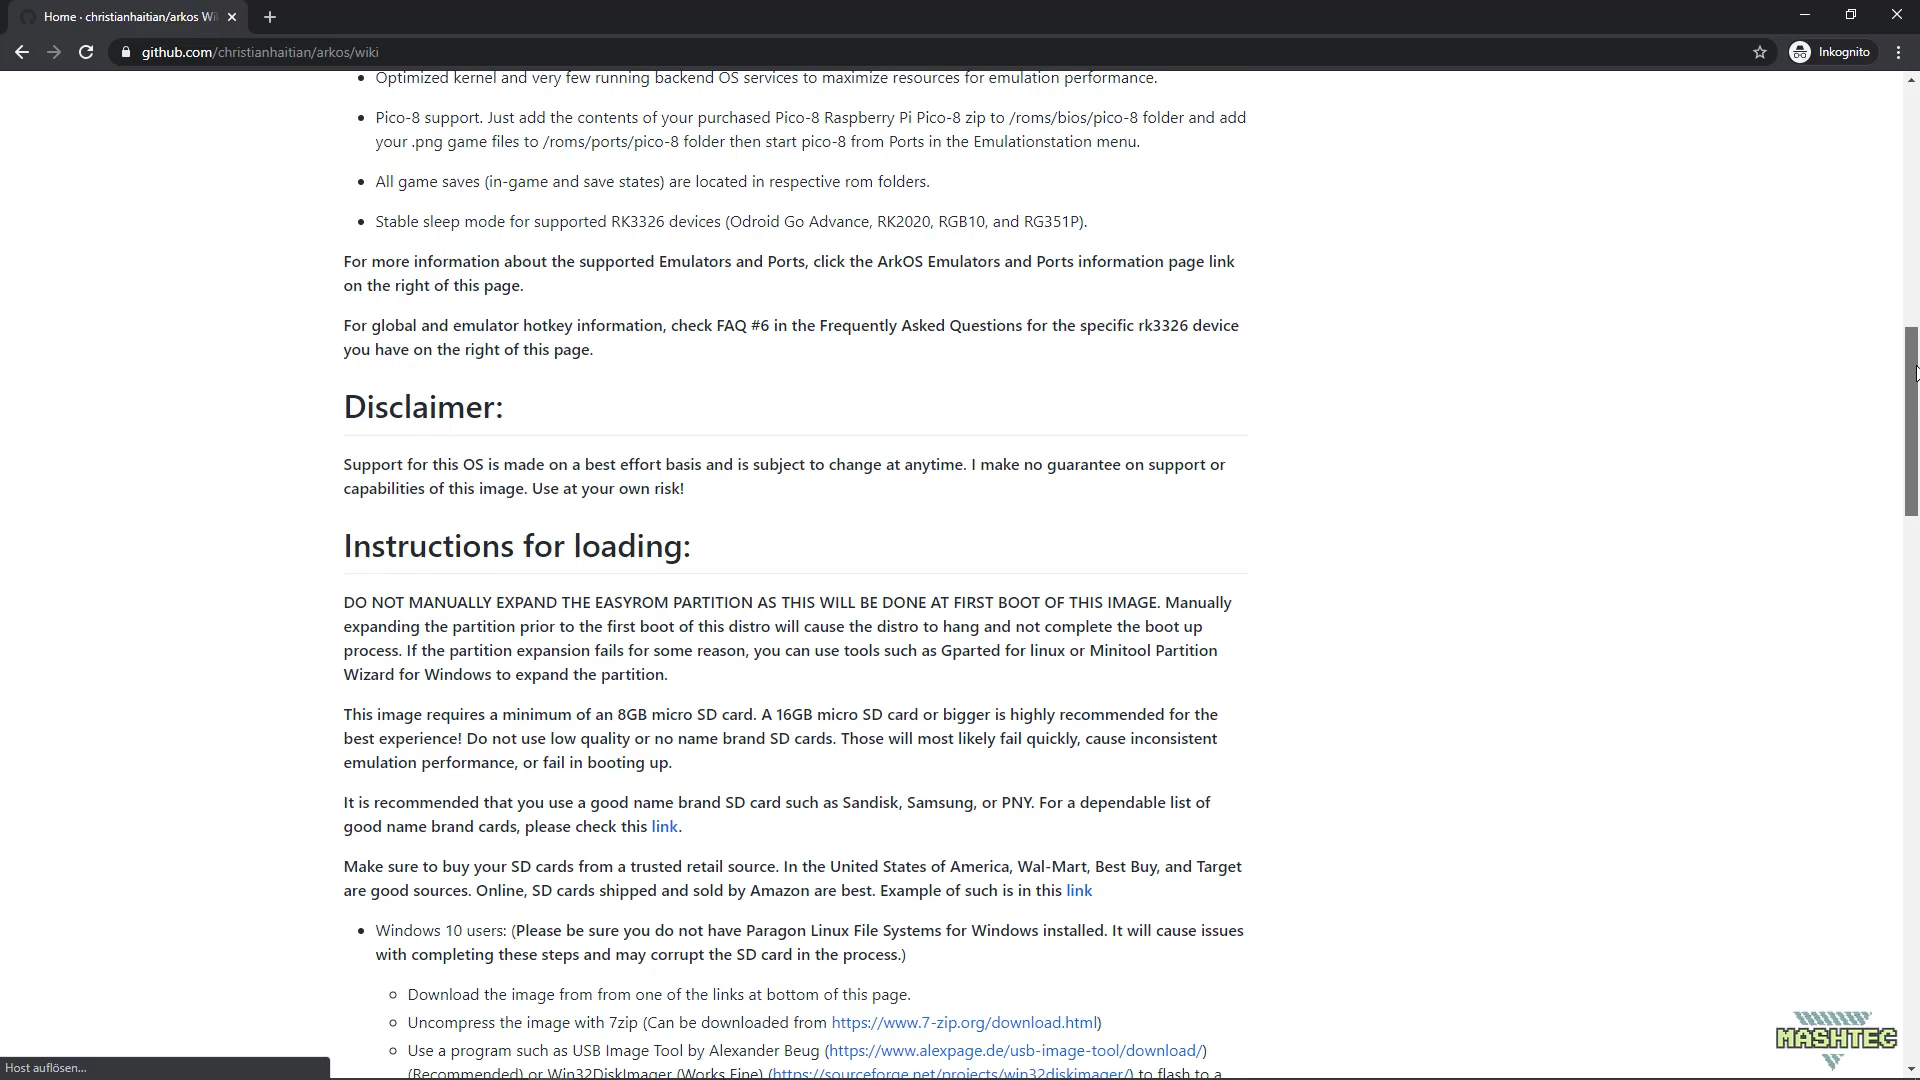 Home · christianhaitian/arkos Wi
github.com/christianhaitian/arkos/wiki
Inkognito
Optimized kernel and very few running backend OS services to maximize resources for emulation performance.
Pico-8 support. Just add the contents of your purchased Pico-8 Raspberry Pi Pico-8 zip to /roms/bios/pico-8 folder and add
your .png game files to /roms/ports/pico-8 folder then start pico-8 from Ports in the Emulationstation menu.
All game saves (in-game and save states) are located in respective rom folders.
Stable sleep mode for supported RK3326 devices (Odroid Go Advance, RK2020, RGB10, and RG351P).
For more information about the supported Emulators and Ports, click the ArkOS Emulators and Ports information page link
on the right of this page.
For global and emulator hotkey information, check FAQ #6 in the Frequently Asked Questions for the specific rk3326 device
you have on the right of this page.
Disclaimer:
Support for this OS is made on a best effort basis and is subject to change at anytime. I make no guarantee on support or
capabilities of this image. Use at your own risk!
Instructions for loading:
DO NOT MANUALLY EXPAND THE EASYROM PARTITION AS THIS WILL BE DONE AT FIRST BOOT OF THIS IMAGE. Manually
expanding the partition prior to the first boot of this distro will cause the distro to hang and not complete the boot up
process. If the partition expansion fails for some reason, you can use tools such as Gparted for linux or Minitool Partition
Wizard for Windows to expand the partition.
This image requires a minimum of an 8GB micro SD card. A 16GB micro SD card or bigger is highly recommended for the
best experience! Do not use low quality or no name brand SD cards. Those will most likely fail quickly, cause inconsistent
emulation performance, or fail in booting up.
It is recommended that you use a good name brand SD card such as Sandisk, Samsung, or PNY. For a dependable list of
good name brand cards, please check this link.
Make sure to buy your SD cards from a trusted retail source. In the United States of America, Wal-Mart, Best Buy, and Target
are good sources. Online, SD cards shipped and sold by Amazon are best. Example of such is in this link
Windows 10 users: (Please be sure you do not have Paragon Linux File Systems for Windows installed. It will cause issues
with completing these steps and may corrupt the SD card in the process.)
Download the image from from one of the links at bottom of this page.
Uncompress the image with 7zip (Can be downloaded from https://www.7-zip.org/download.html)
Use a program such as USB Image Tool by Alexander Beug (https://www.alexpage.de/usb-image-tool/download/)
(Recommended) or Win32DiskImager (Works Fine) (https://sourceforge.net/projects/win32diskimager/) to flash to a
Host auflösen...
MASHTEC